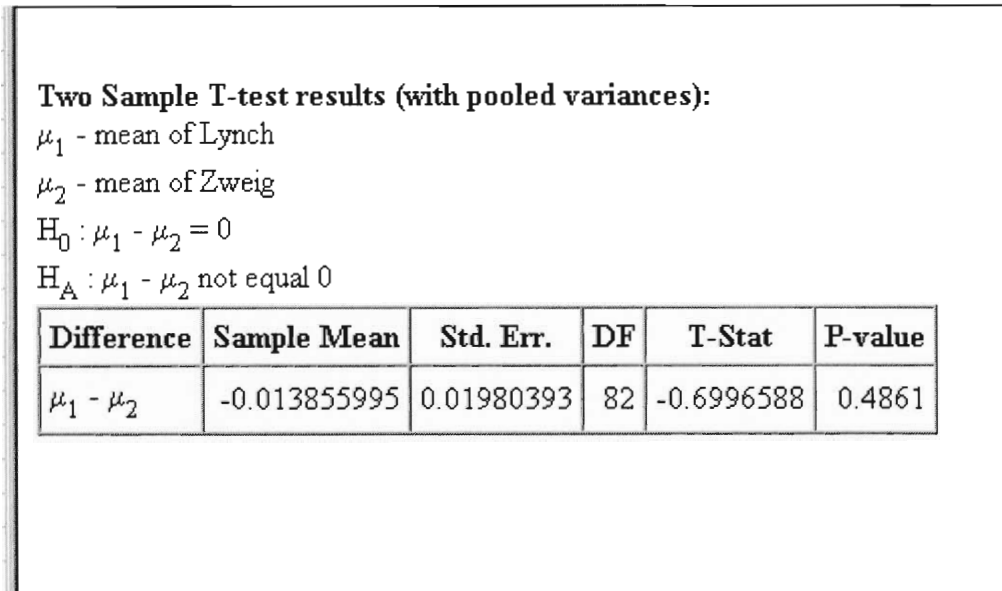 Two Sample T-test results (with pooled variances):
μ1 - mean of Lynch
μ2 - mean of Zweig
H0 : μ1 - μ2 = 0
HA : μ1 - μ2 not equal 0
Difference Sample Mean Std. Err. DF T-Stat P-value
μ1 - μ2 -0.013855995 0.01980393 82 -0.6996588 0.4861